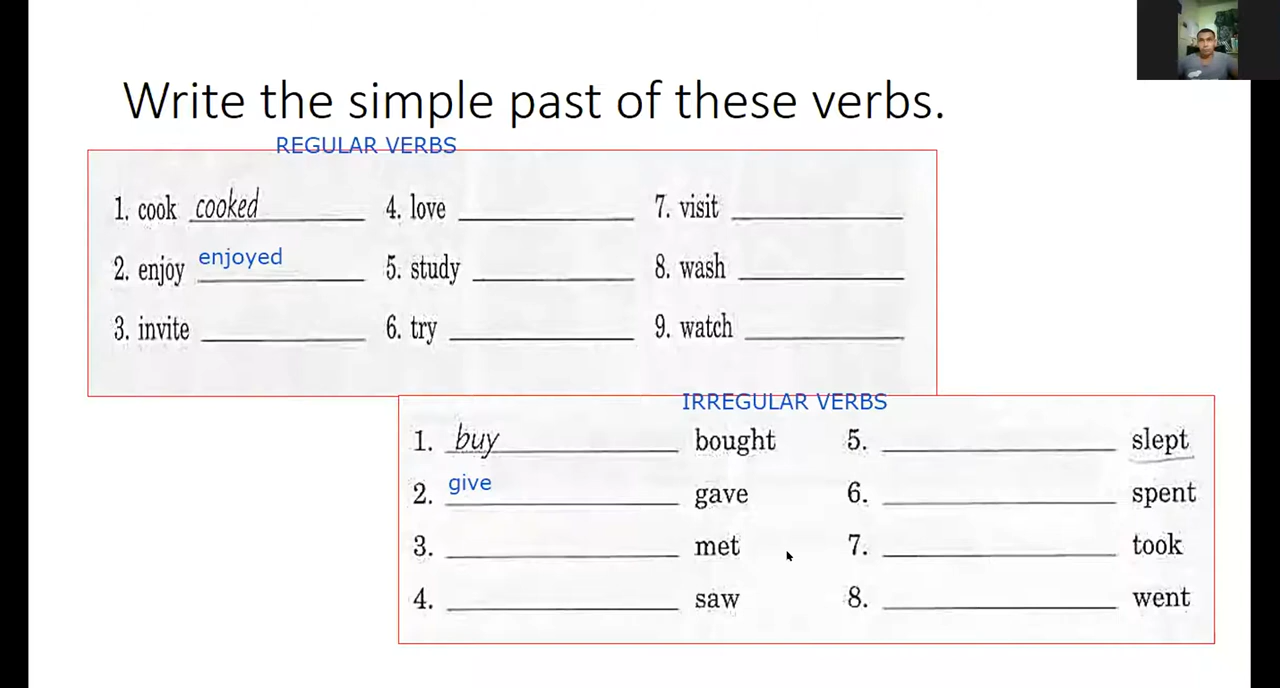 Write the simple past of these verbs.
REGULAR VERBS
1. cook cooked 4. love 7. visit
2. enjoy enjoyed 5. study 8. wash
3. invite 6. try 9. watch
IRREGULAR VERBS
1. buy bought 5. slept
2. give gave 6. spent
3. met 7. took
4. saw 8. went